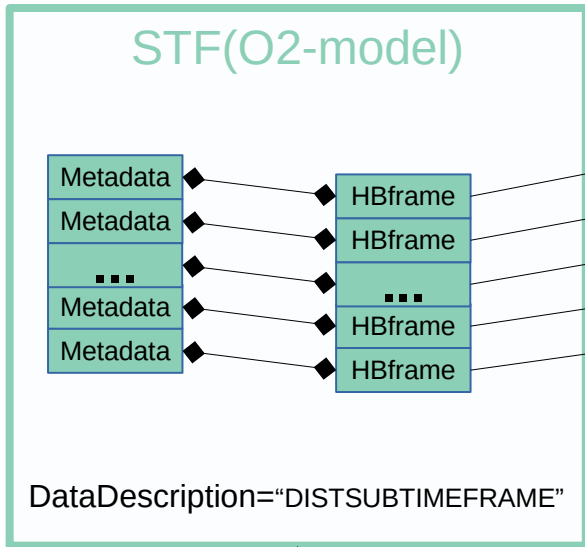 STF(O2-model)
Metadata
Metadata
...
Metadata
Metadata
HBframe
HBframe
...
HBframe
HBframe
DataDescription=“DISTSUBTIMEFRAME”